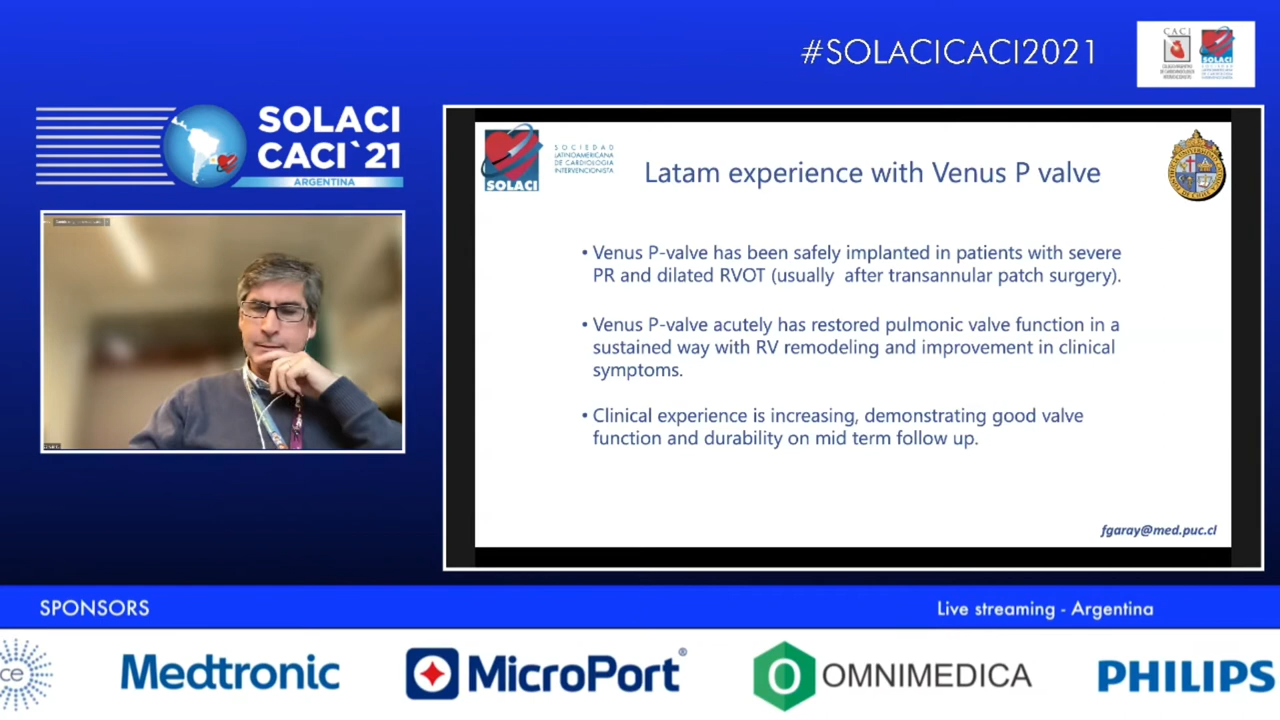 #SOLACICACI2021
CACI
SOLACI
SOLACI
CACI`21
ARGENTINA
SOLACI
SOCIEDAD
LATINOAMERICANA
DE CARDIOLOGIA
INTERVENCIONISTA
Latam experience with Venus P valve
• Venus P-valve has been safely implanted in patients with severe
PR and dilated RVOT (usually after transannular patch surgery).
• Venus P-valve acutely has restored pulmonic valve function in a
sustained way with RV remodeling and improvement in clinical
symptoms.
• Clinical experience is increasing, demonstrating good valve
function and durability on mid term follow up.
fgaray@med.puc.cl
SPONSORS
Live streaming - Argentina
ce
Medtronic
MicroPort®
OMNIMEDICA
PHILIPS